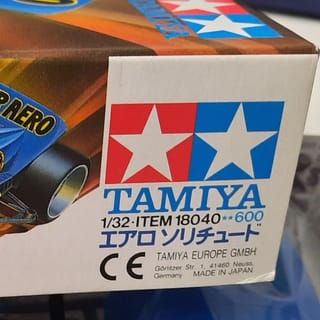 RAERO
TAMIYA
1/32·ITEM 18040**600
エアロ ソリチュード
TAMIYA EUROPE GMBH
Görlitzer Str. 1, 41460 Neuss,
Germany MADE IN JAPAN
CE